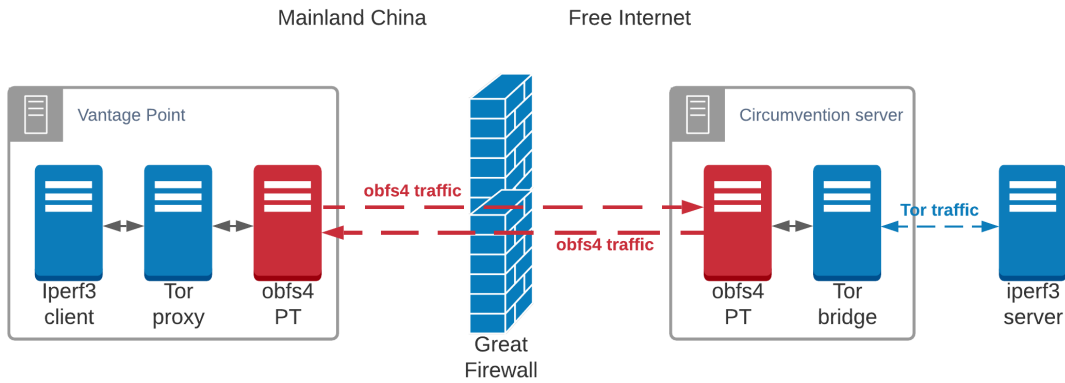 Mainland China
Free Internet
Vantage Point
Circumvention server
obfs4 traffic
Tor traffic
obfs4 traffic
Iperf3
client
Tor
proxy
obfs4
PT
obfs4
PT
Tor
bridge
iperf3
server
Great
Firewall